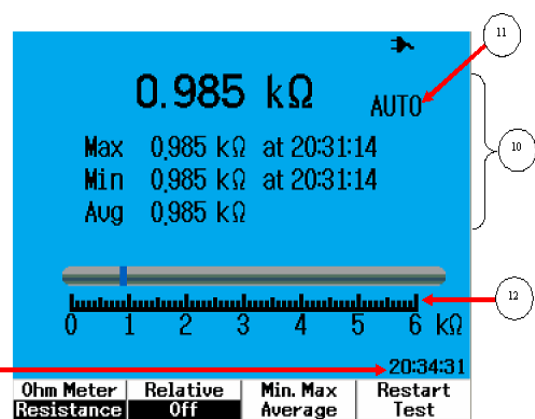 11
0.985 kΩ
AUTO
Max 0,985 kΩ at 20:31:14
Min 0,985 kΩ at 20:31:14
Avg 0,985 kΩ
10
12
0 1 2 3 4 5 6 kΩ
20:34:31
Ohm Meter Relative Min. Max Restart
Resistance Off Average Test